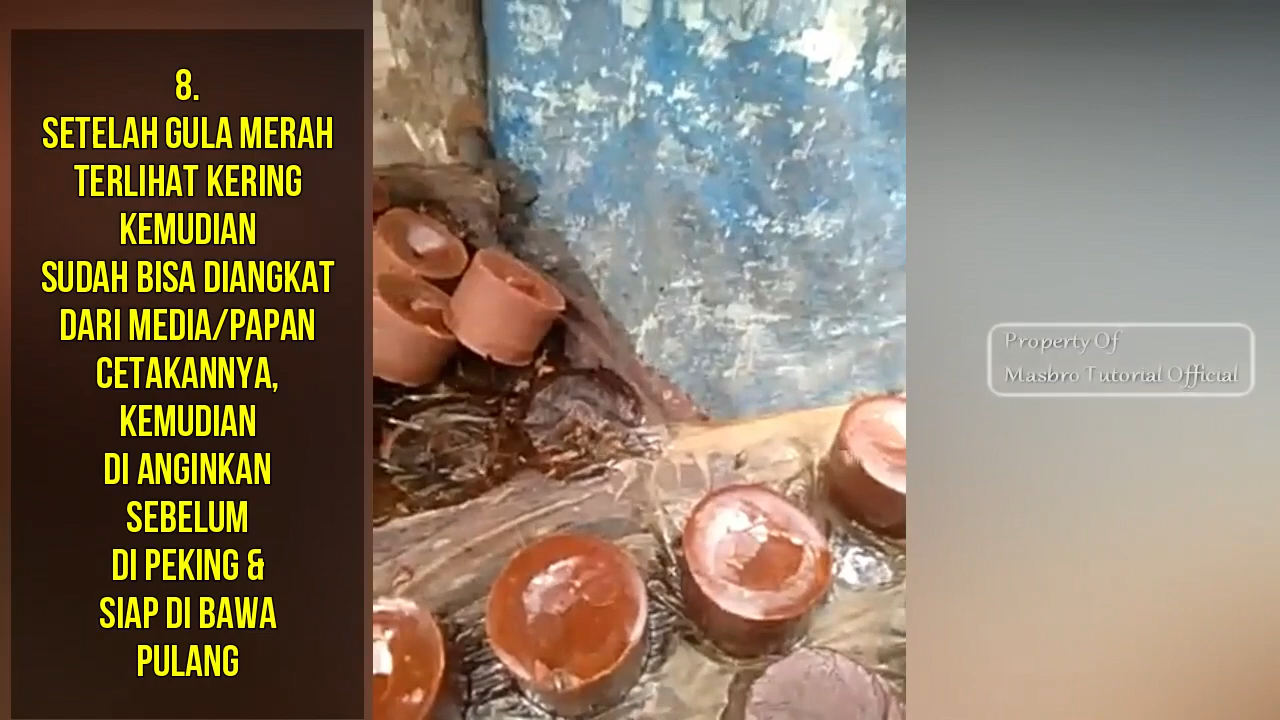 8.
SETELAH GULA MERAH
TERLIHAT KERING
KEMUDIAN
SUDAH BISA DIANGKAT
DARI MEDIA/PAPAN
CETAKANNYA,
KEMUDIAN
DI ANGINKAN
SEBELUM
DI PEKING &
SIAP DI BAWA
PULANG
Property Of
Masbro Tutorial Official